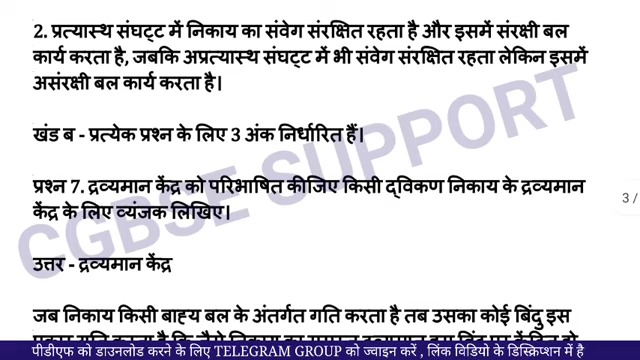 2. प्रत्यास्थ संघट्ट में निकाय का संवेग संरक्षित रहता है और इसमें संरक्षी बल
कार्य करता है, जबकि अप्रत्यास्थ संघट्ट में भी संवेग संरक्षित रहता लेकिन इसमें
असंरक्षी बल कार्य करता है।
खंड ब - प्रत्येक प्रश्न के लिए 3 अंक निर्धारित हैं।
प्रश्न 7. द्रव्यमान केंद्र को परिभाषित कीजिए किसी द्विकण निकाय के द्रव्यमान
केंद्र के लिए व्यंजक लिखिए।
3 /
उत्तर - द्रव्यमान केंद्र
जब निकाय किसी बाह्य बल के अंतर्गत गति करता है तब उसका कोई बिंदु इस
पीडीएफ को डाउनलोड करने के लिए TELEGRAM GROUP को ज्वाइन करें , लिंक विडियो के डिस्क्रिप्शन में है
CGBSE SUPPORT